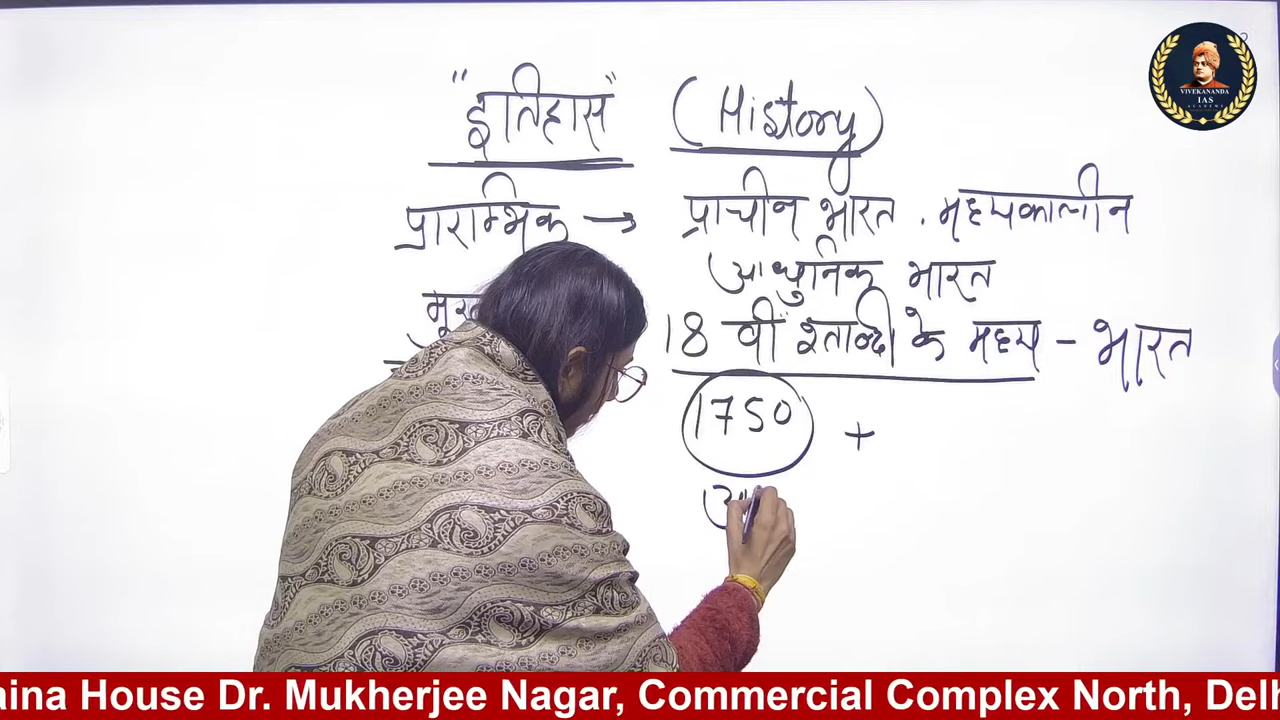 "इतिहास" (History)
प्रारम्भिक → प्राचीन भारत . मध्यकालीन
आधुनिक भारत
18 वीं शताब्दी के मध्य - भारत
1750 +
VIVEKANANDA
IAS
ACADEMY
aina House Dr. Mukherjee Nagar, Commercial Complex North, Delh